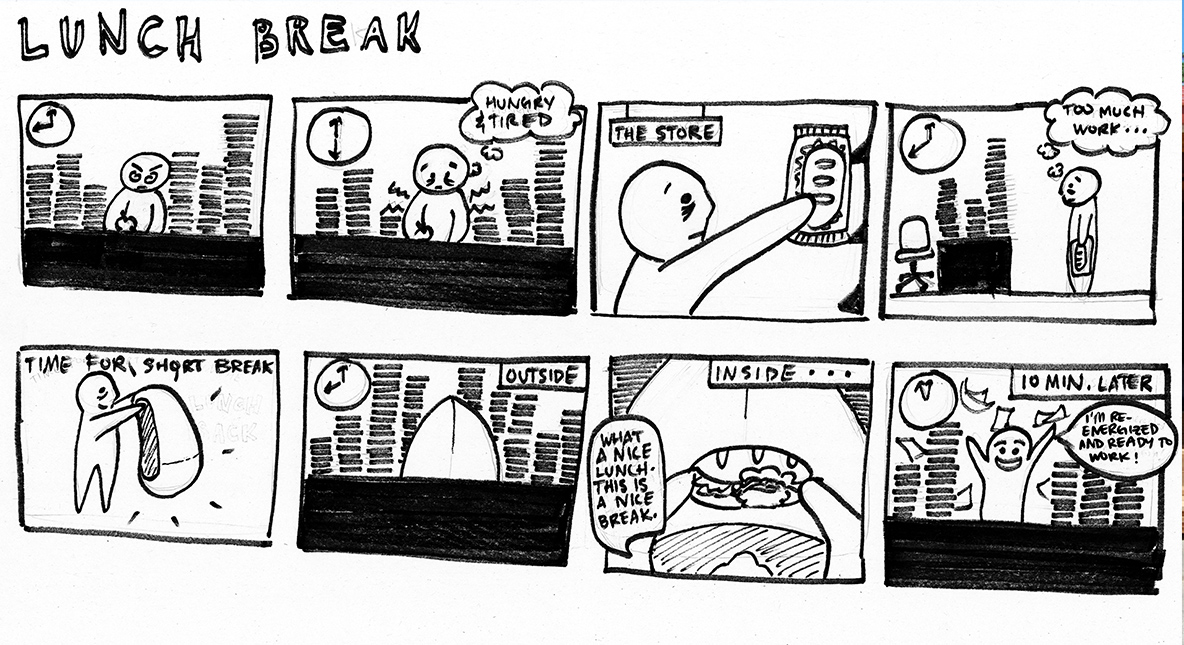 LUNCH BREAK
HUNGRY
& TIRED
THE STORE
TOO MUCH
WORK...
TIME FOR SHORT BREAK
LUNCH
OUTSIDE
INSIDE ...
WHAT
A NICE
LUNCH.
THIS IS
A NICE
BREAK.
10 MIN. LATER
I'M RE-
ENERGIZED
AND READY TO
WORK!